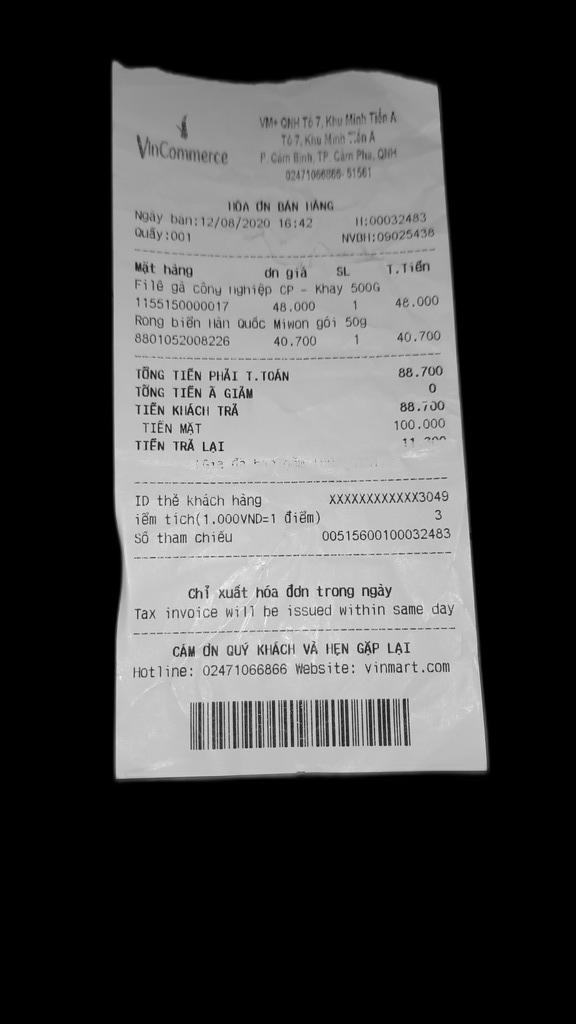 VinCommerce
VM+ QNH Tổ 7, Khu Minh Tiến A
Tổ 7, Khu Minh Tiến A
P. Cẩm Bình, TP. Cẩm Phả, QNH
02471066866-51561
HÓA ƠN BÁN HÀNG
Ngày bán:12/08/2020 16:42 H:00032483
Quầy:001 NVBH:09025438
Mặt hàng ơn giá SL T.Tiền
Filê gà công nghiệp CP - Khay 500G
1155150000017 48.000 1 48.000
Rong biển Hàn Quốc Miwon gói 50g
8801052008226 40.700 1 40.700
TỔNG TIỀN PHẢI T.TOÁN 88.700
TỔNG TIỀN Ã GIẢM 0
TIỀN KHÁCH TRẢ 88.700
TIỀN MẶT 100.000
TIỀN TRẢ LẠI 11.300
ID thẻ khách hàng XXXXXXXXXXXX3049
iểm tích(1.000VND=1 điểm) 3
Số tham chiếu 00515600100032483
Chỉ xuất hóa đơn trong ngày
Tax invoice will be issued within same day
CẢM ƠN QUÝ KHÁCH VÀ HẸN GẶP LẠI
Hotline: 02471066866 Website: vinmart.com